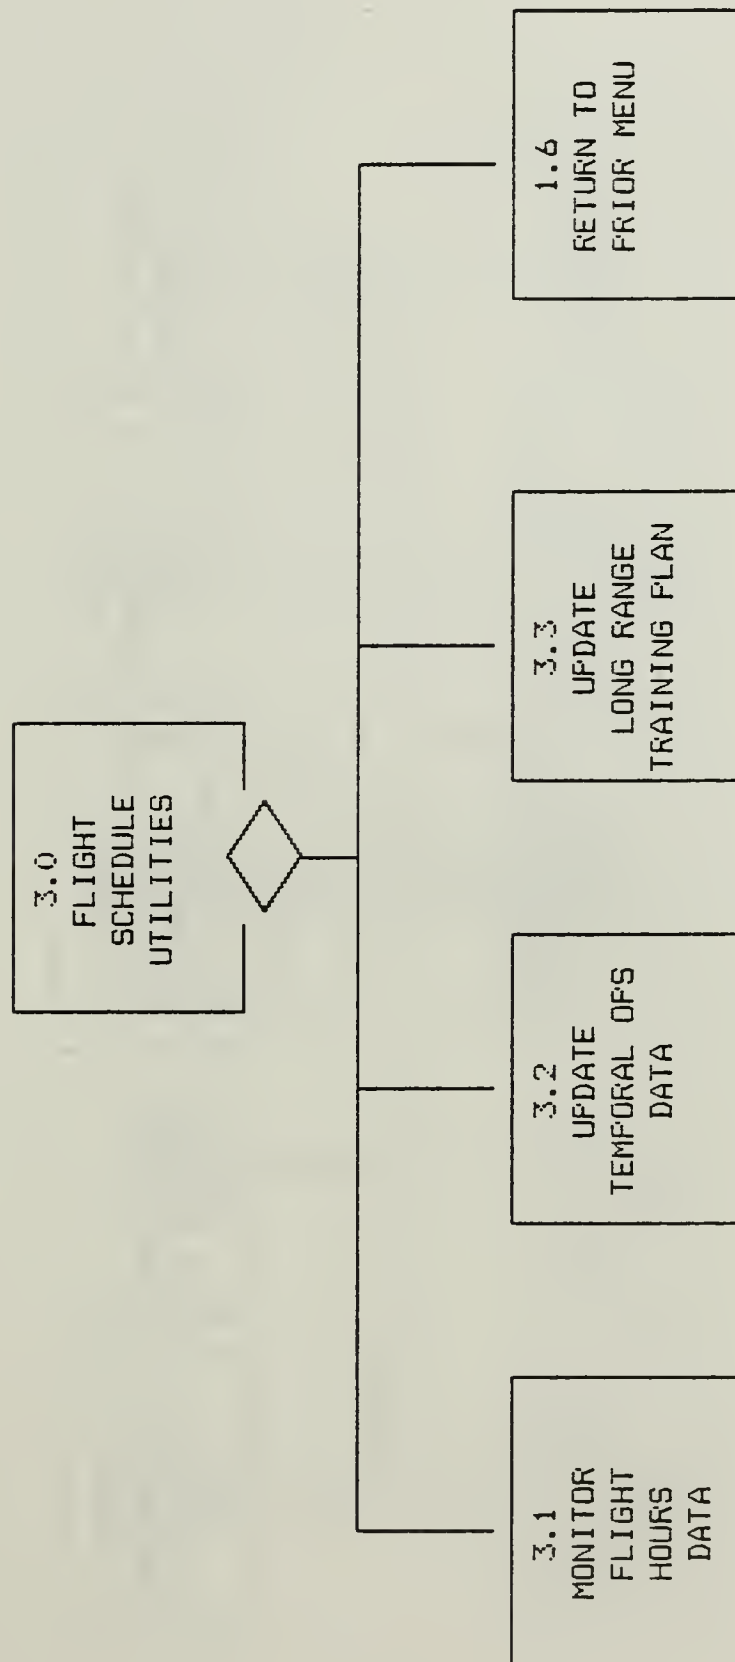 3.0
FLIGHT
SCHEDULE
UTILITIES
3.1
MONITOR
FLIGHT
HOURS
DATA
3.2
UPDATE
TEMPORAL OPS
DATA
3.3
UPDATE
LONG RANGE
TRAINING PLAN
1.6
RETURN TO
PRIOR MENU